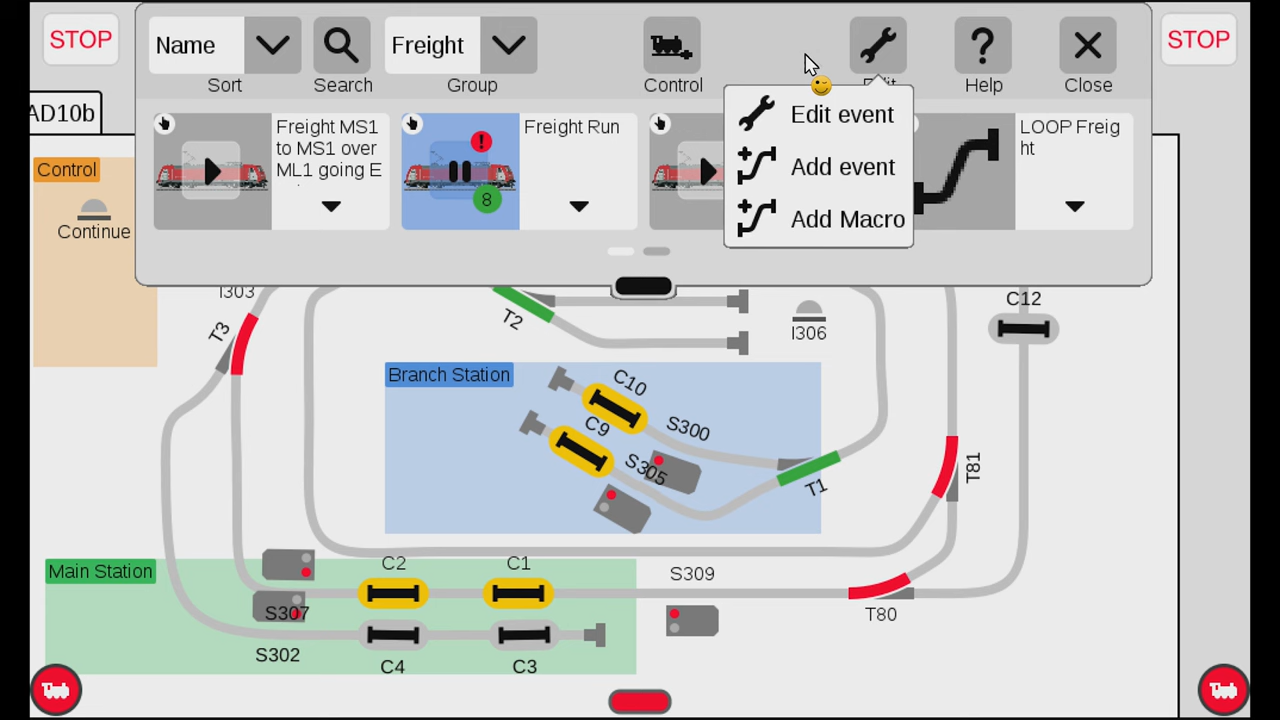 STOP
Name
Freight
STOP
Sort
Search
Group
Control
Help
Close
AD10b
Edit event
Add event
Add Macro
Freight MS1
to MS1 over
ML1 going E
Freight Run
8
LOOP Freig
ht
Control
Continue
I303
T3
T2
I306
C12
Branch Station
C10
C9
S300
S305
T1
T81
Main Station
C2
C1
S309
S307
T80
S302
C4
C3